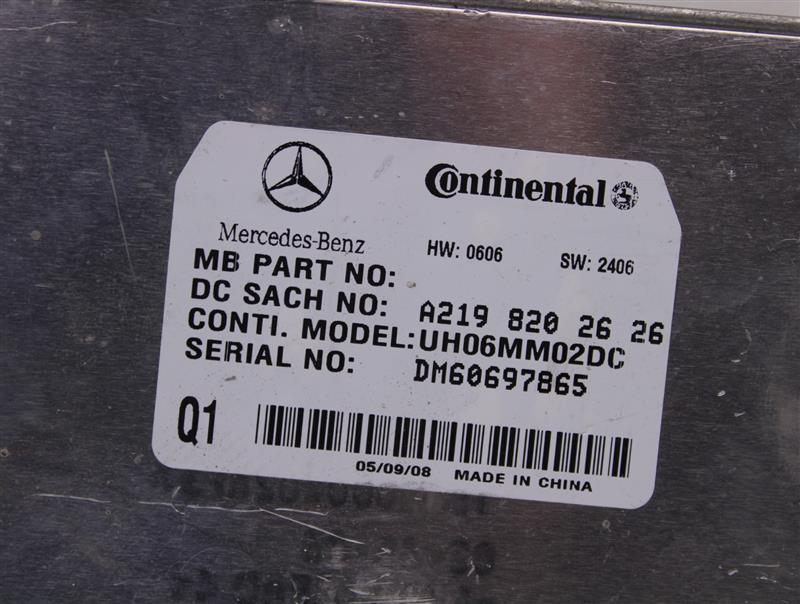 Mercedes-Benz
Continental
HW: 0606 SW: 2406
MB PART NO:
DC SACH NO: A219 820 26 26
CONTI. MODEL: UH06MM02DC
SERIAL NO: DM60697865
Q1
05/09/08 MADE IN CHINA